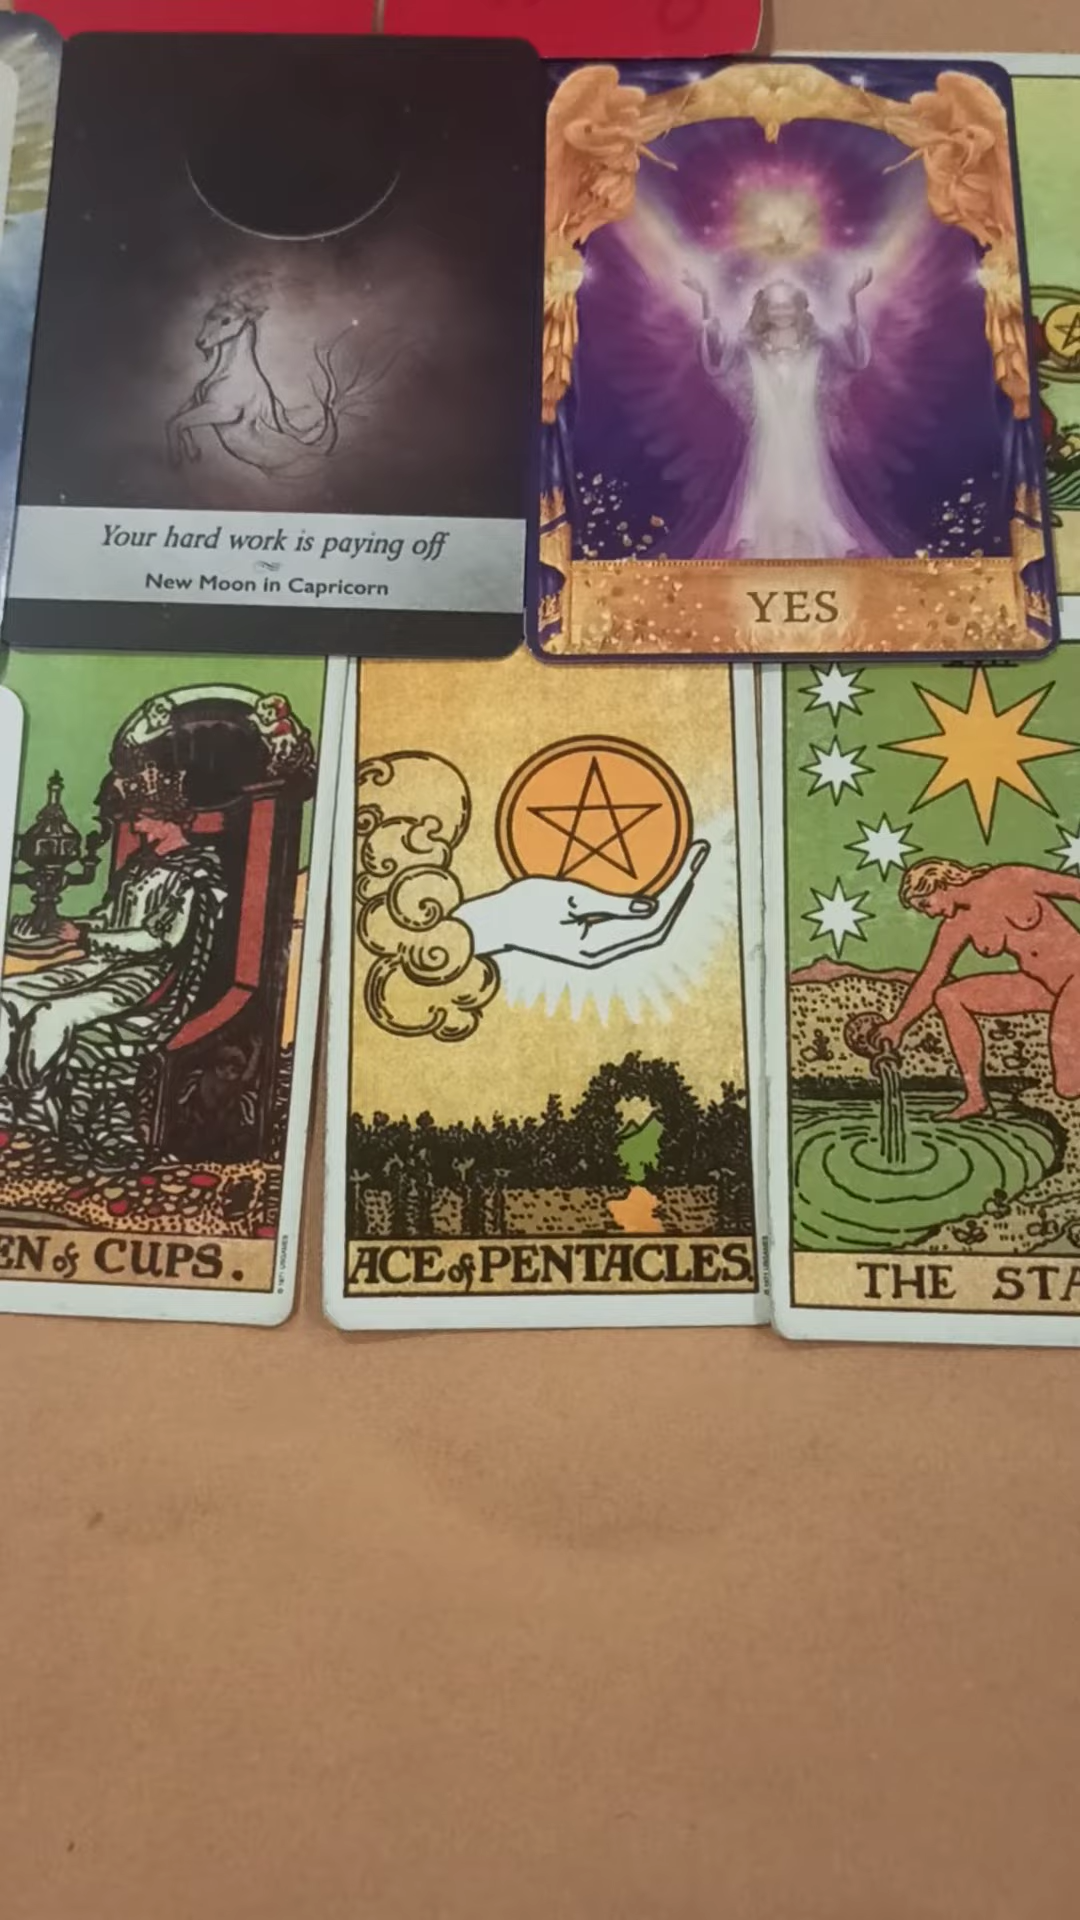 Your hard work is paying off
New Moon in Capricorn
YES
EN of CUPS.
ACE of PENTACLES.
THE STA